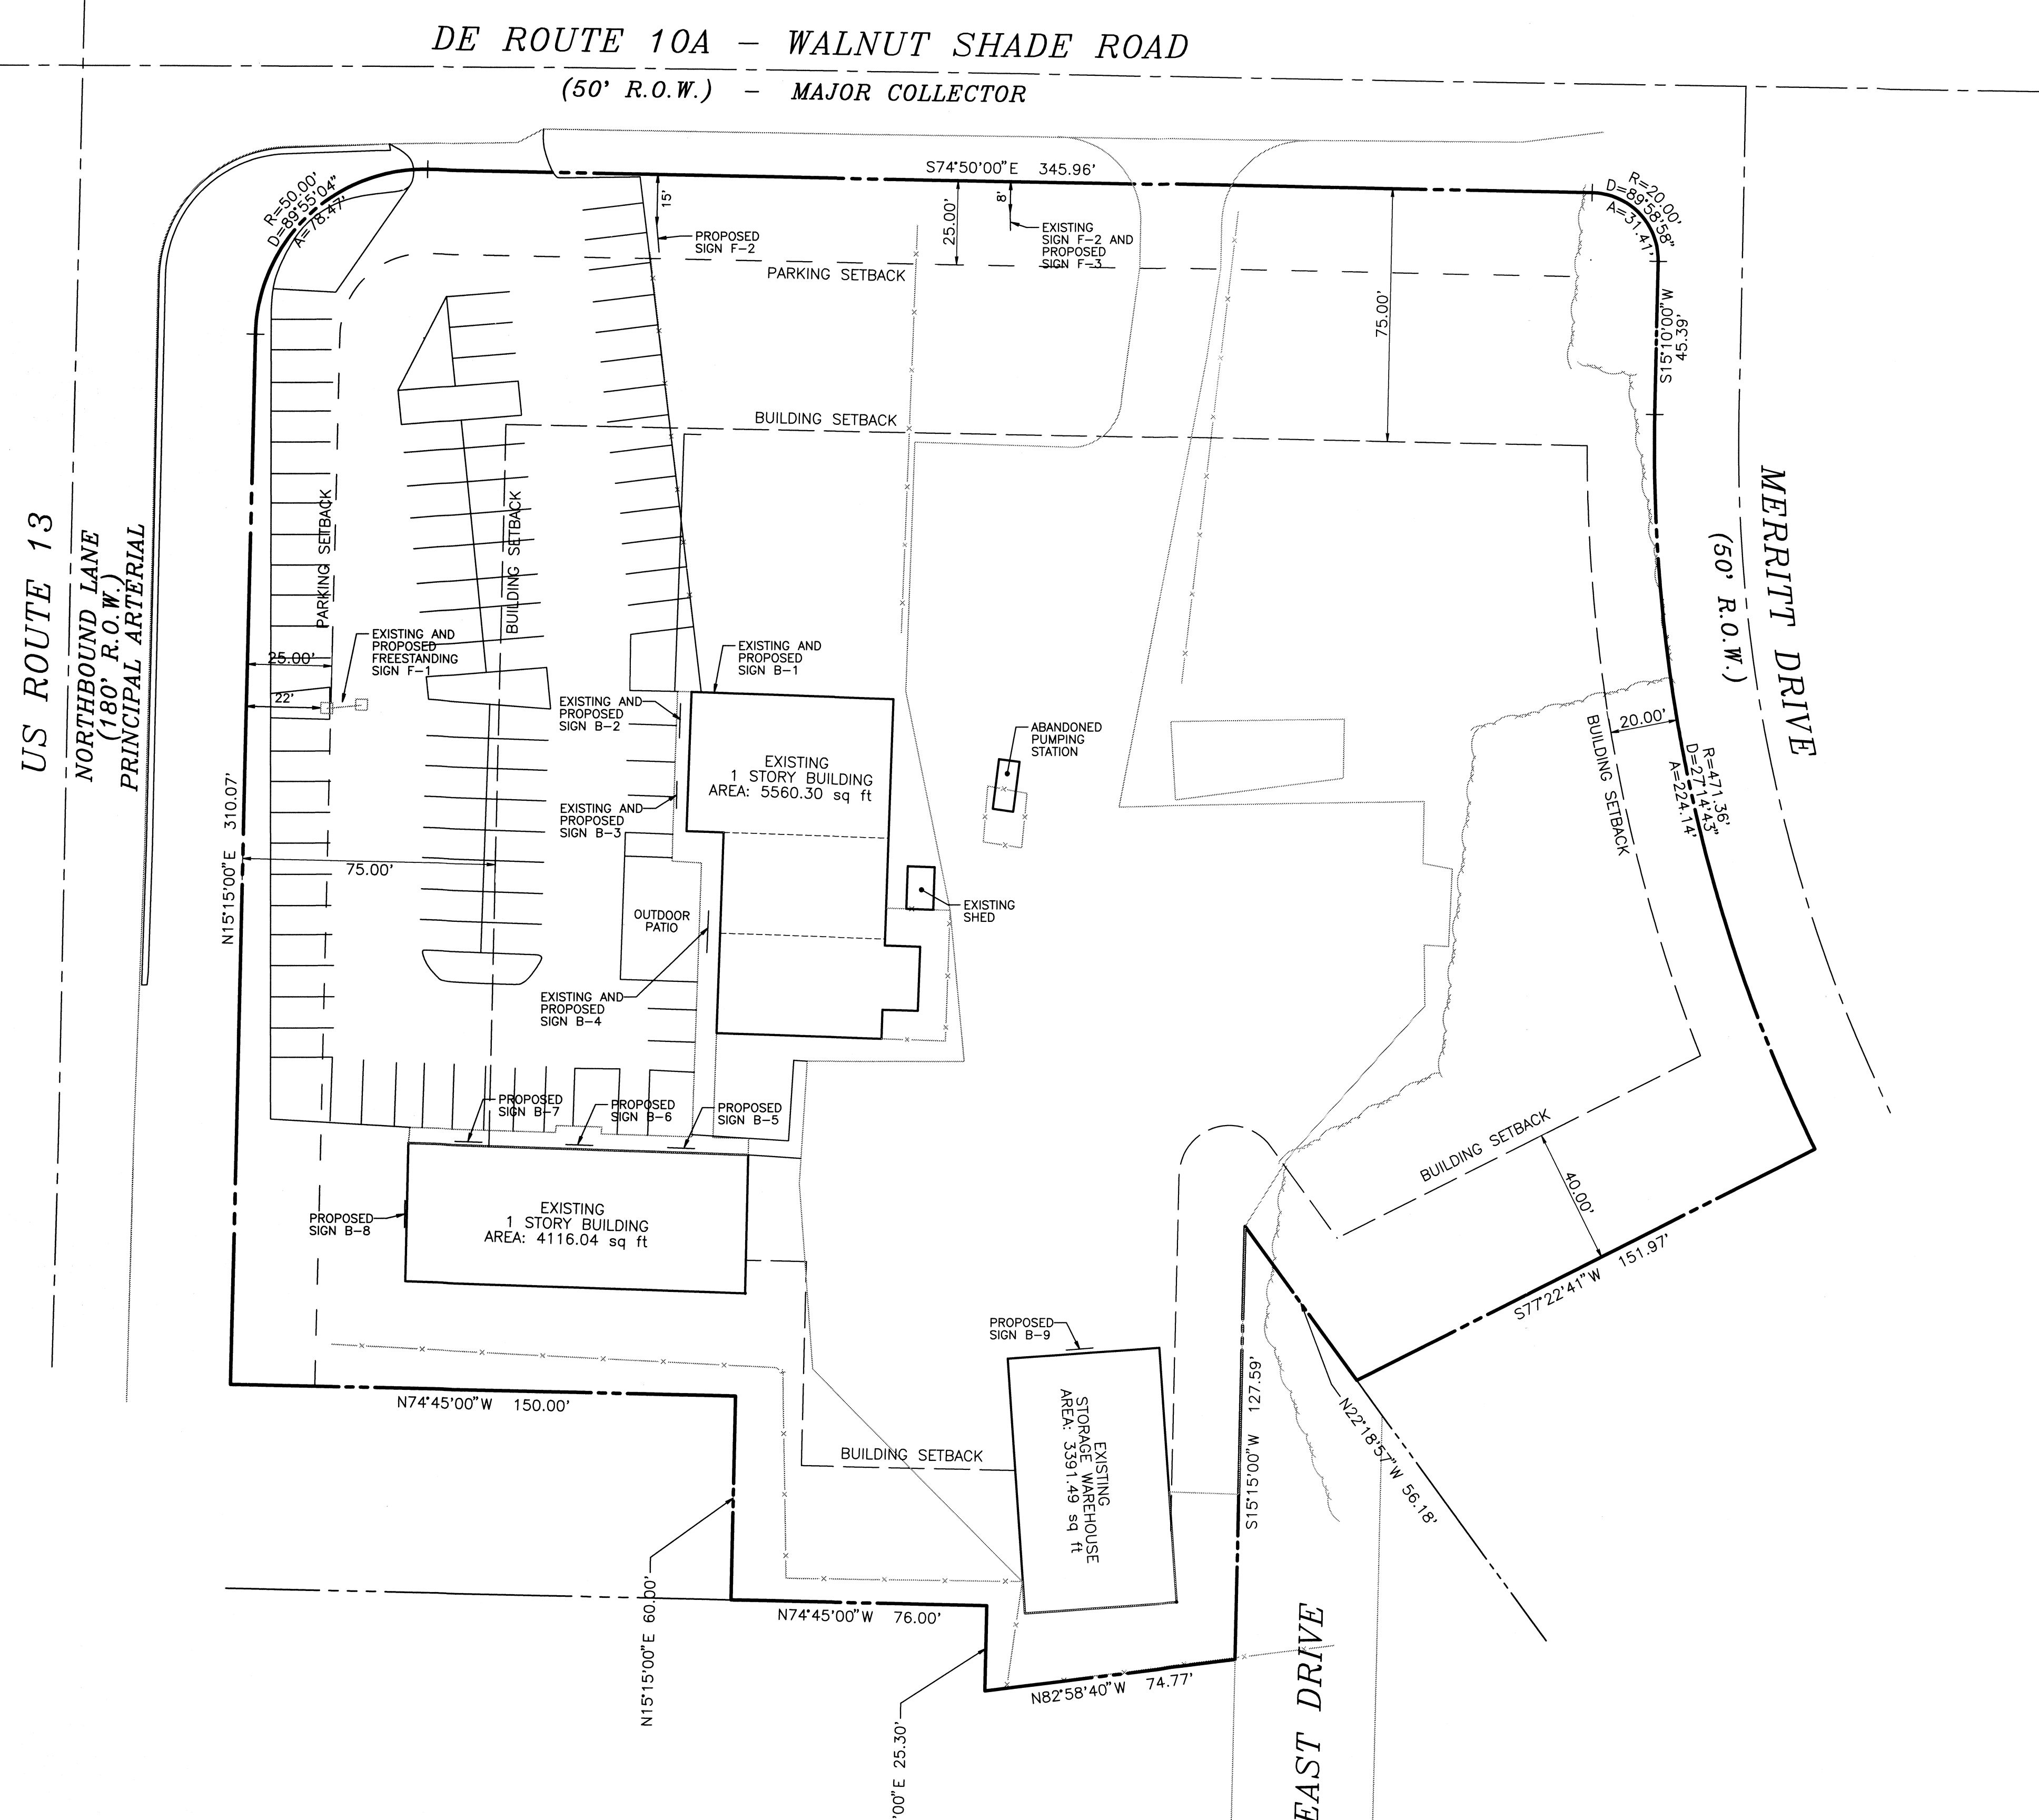 DE ROUTE 10A - WALNUT SHADE ROAD
(50' R.O.W.) - MAJOR COLLECTOR
S74°50'00"E 345.96'
R=50.00'
D=89°55'04"
A=78.47'
R=20.00'
D=89°58'58"
A=31.41'
15'
PROPOSED
SIGN F-2
25.00'
8'
EXISTING
SIGN F-2 AND
PROPOSED
SIGN F-3
PARKING SETBACK
75.00'
S15°10'00"W
45.39'
BUILDING SETBACK
US ROUTE 13
NORTHBOUND LANE
(180' R.O.W.)
PRINCIPAL ARTERIAL
PARKING SETBACK
BUILDING SETBACK
MERRITT DRIVE
(50' R.O.W.)
EXISTING AND
PROPOSED
FREESTANDING
SIGN F-1
25.00'
22'
EXISTING AND
PROPOSED
SIGN B-1
EXISTING AND
PROPOSED
SIGN B-2
EXISTING
1 STORY BUILDING
AREA: 5560.30 sq ft
ABANDONED
PUMPING
STATION
BUILDING SETBACK
20.00'
R=471.36'
D=27°14'43"
A=224.14'
EXISTING AND
PROPOSED
SIGN B-3
N15°15'00"E 310.07'
75.00'
OUTDOOR
PATIO
EXISTING
SHED
EXISTING AND
PROPOSED
SIGN B-4
PROPOSED
SIGN B-7
PROPOSED
SIGN B-6
PROPOSED
SIGN B-5
BUILDING SETBACK
40.00'
PROPOSED
SIGN B-8
EXISTING
1 STORY BUILDING
AREA: 4116.04 sq ft
S77°22'41"W 151.97'
PROPOSED
SIGN B-9
N74°45'00"W 150.00'
EXISTING
STORAGE WAREHOUSE
AREA: 3391.49 sq ft
S15°15'00"W 127.59'
N22°18'57"W 56.18'
BUILDING SETBACK
N15°15'00"E 60.00'
N74°45'00"W 76.00'
N82°58'40"W 74.77'
'00"E 25.30'
EAST DRIVE